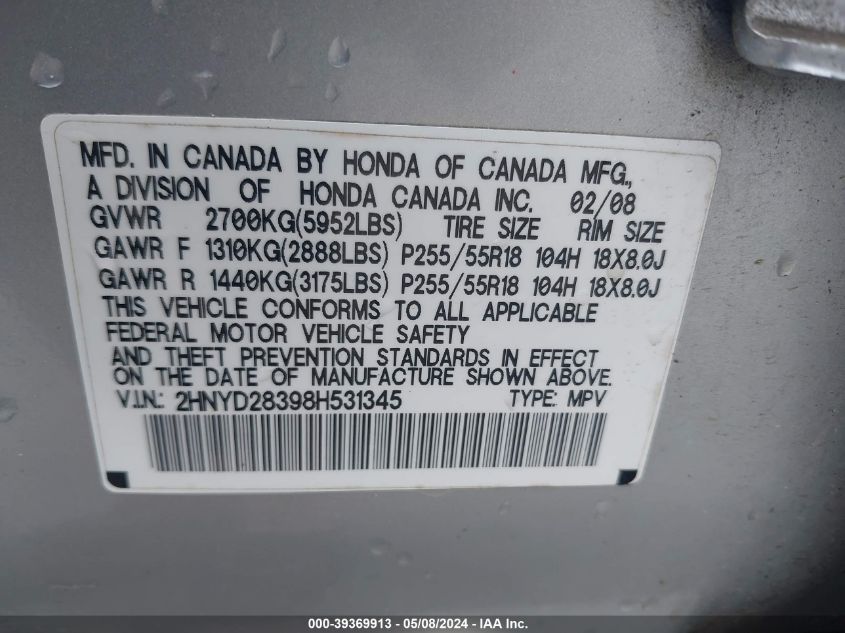 MFD. IN CANADA BY HONDA OF CANADA MFG.,
A DIVISION OF HONDA CANADA INC. 02/08
GVWR 2700KG(5952LBS) TIRE SIZE RIM SIZE
GAWR F 1310KG(2888LBS) P255/55R18 104H 18X8.0J
GAWR R 1440KG(3175LBS) P255/55R18 104H 18X8.0J
THIS VEHICLE CONFORMS TO ALL APPLICABLE
FEDERAL MOTOR VEHICLE SAFETY
AND THEFT PREVENTION STANDARDS IN EFFECT
ON THE DATE OF MANUFACTURE SHOWN ABOVE.
V.I.N.: 2HNYD28398H531345 TYPE: MPV
000-39369913 - 05/08/2024 - IAA Inc.